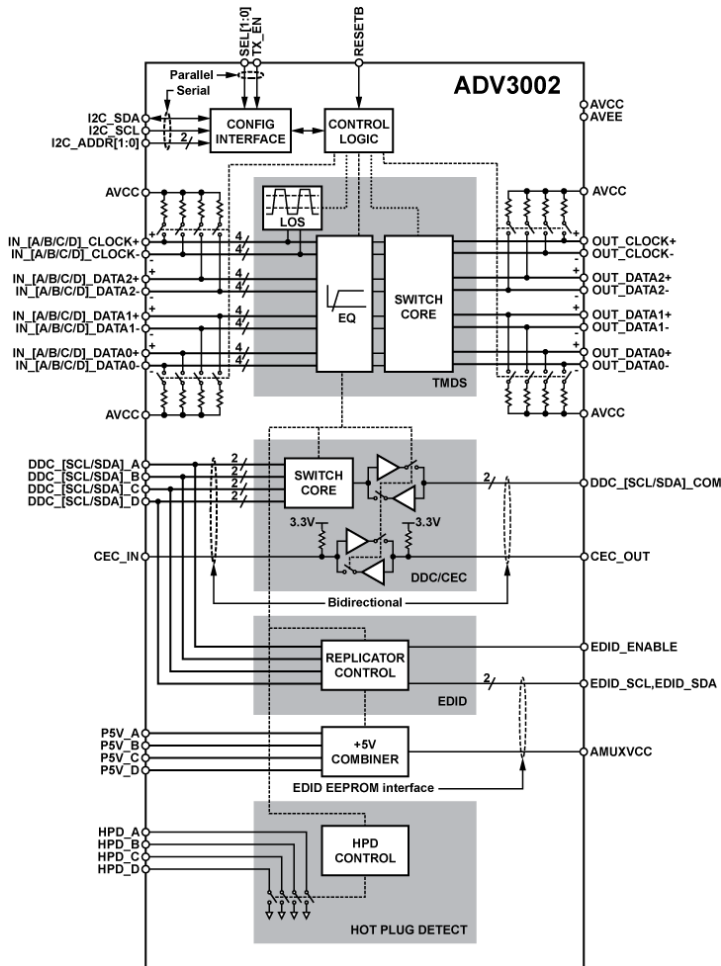 SEL[1:0]
TX_EN
RESETB
Parallel
Serial
ADV3002
I2C_SDA
I2C_SCL
I2C_ADDR[1:0]
2
CONFIG
INTERFACE
CONTROL
LOGIC
AVCC
AVEE
AVCC
LOS
AVCC
+
IN_[A/B/C/D]_CLOCK+
IN_[A/B/C/D]_CLOCK-
-
4
4
+
OUT_CLOCK+
OUT_CLOCK-
-
+
IN_[A/B/C/D]_DATA2+
IN_[A/B/C/D]_DATA2-
-
4
4
+
OUT_DATA2+
OUT_DATA2-
-
EQ
SWITCH
CORE
+
IN_[A/B/C/D]_DATA1+
IN_[A/B/C/D]_DATA1-
-
4
4
+
OUT_DATA1+
OUT_DATA1-
-
+
IN_[A/B/C/D]_DATA0+
IN_[A/B/C/D]_DATA0-
-
4
4
+
OUT_DATA0+
OUT_DATA0-
-
TMDS
AVCC
AVCC
DDC_[SCL/SDA]_A
DDC_[SCL/SDA]_B
DDC_[SCL/SDA]_C
DDC_[SCL/SDA]_D
2
2
2
2
SWITCH
CORE
2
DDC_[SCL/SDA]_COM
3.3V
3.3V
CEC_IN
CEC_OUT
DDC/CEC
Bidirectional
REPLICATOR
CONTROL
EDID_ENABLE
2
EDID_SCL,EDID_SDA
EDID
P5V_A
P5V_B
P5V_C
P5V_D
+5V
COMBINER
AMUXVCC
EDID EEPROM interface
HPD_A
HPD_B
HPD_C
HPD_D
HPD
CONTROL
HOT PLUG DETECT